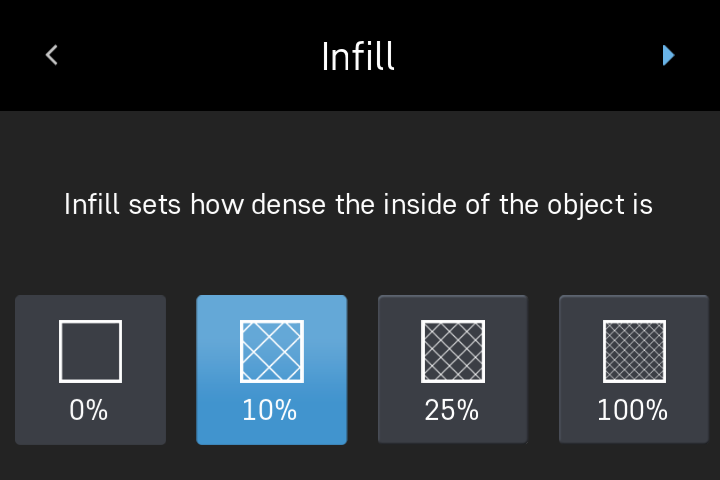 Infill
Infill sets how dense the inside of the object is
0%
10%
25%
100%